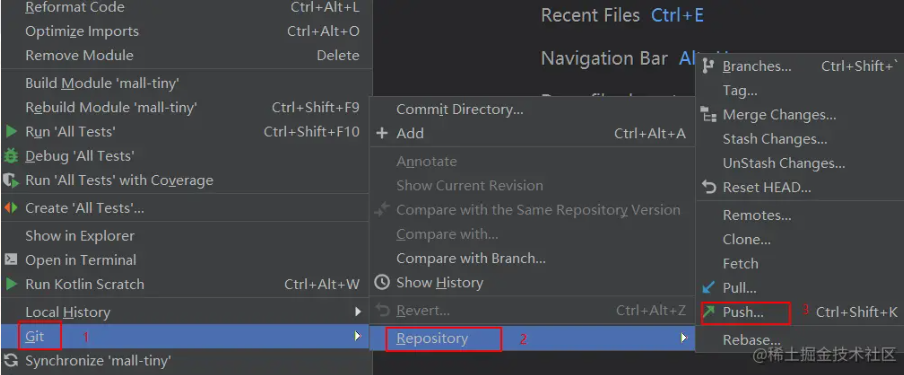 Reformat Code Ctrl+Alt+L
Optimize Imports Ctrl+Alt+O
Remove Module Delete
Build Module 'mall-tiny'
Rebuild Module 'mall-tiny' Ctrl+Shift+F9
Run 'All Tests' Ctrl+Shift+F10
Debug 'All Tests'
Run 'All Tests' with Coverage
Create 'All Tests'...
Show in Explorer
Open in Terminal
Run Kotlin Scratch Ctrl+Alt+W
Local History
Git 1
Synchronize 'mall-tiny'
Recent Files Ctrl+E
Navigation Bar
Commit Directory...
Add Ctrl+Alt+A
Annotate
Show Current Revision
Compare with the Same Repository Version
Compare with...
Compare with Branch...
Show History
Revert... Ctrl+Alt+Z
Repository 2
Branches... Ctrl+Shift+`
Tag...
Merge Changes...
Stash Changes...
UnStash Changes...
Reset HEAD...
Remotes...
Clone...
Fetch
Pull...
Push... 3 Ctrl+Shift+K
Rebase...
@稀土掘金技术社区